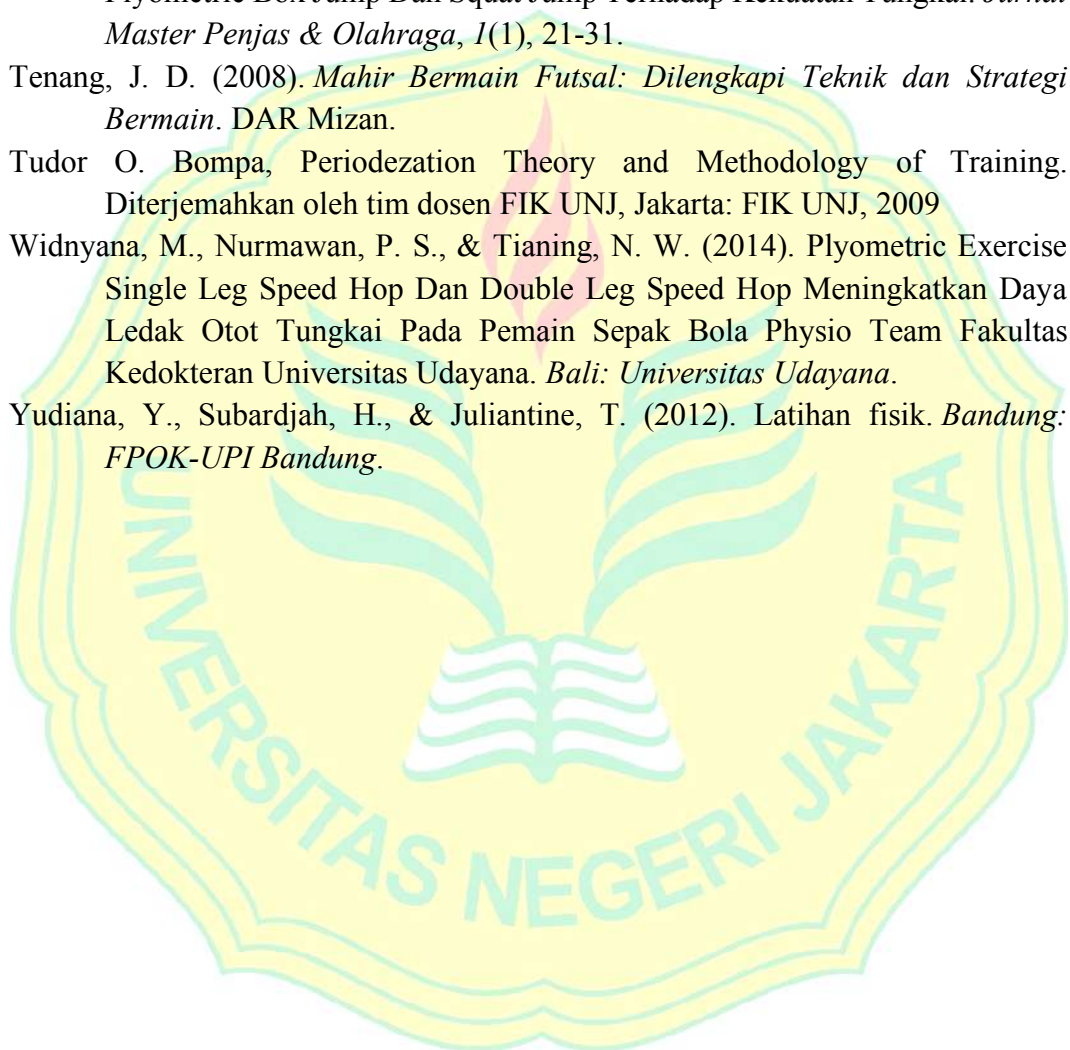 Plyometric Box Jump Dan Squat Jump Terhadap Kekuatan Tungkai. Jurnal
Master Penjas & Olahraga, 1(1), 21-31.
Tenang, J. D. (2008). Mahir Bermain Futsal: Dilengkapi Teknik dan Strategi
Bermain. DAR Mizan.
Tudor O. Bompa, Periodezation Theory and Methodology of Training.
Diterjemahkan oleh tim dosen FIK UNJ, Jakarta: FIK UNJ, 2009
Widnyana, M., Nurmawan, P. S., & Tianing, N. W. (2014). Plyometric Exercise
Single Leg Speed Hop Dan Double Leg Speed Hop Meningkatkan Daya
Ledak Otot Tungkai Pada Pemain Sepak Bola Physio Team Fakultas
Kedokteran Universitas Udayana. Bali: Universitas Udayana.
Yudiana, Y., Subardjah, H., & Juliantine, T. (2012). Latihan fisik. Bandung:
FPOK-UPI Bandung.
UNIVERSITAS NEGERI JAKARTA